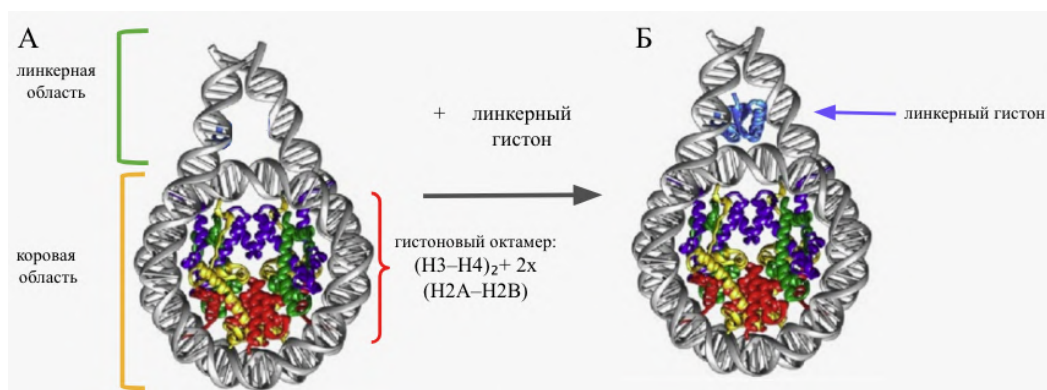 А
линкерная
область
коровая
область
+ линкерный
гистон
гистоновый октамер:
(H3–H4)₂+ 2x
(H2A–H2B)
Б
линкерный гистон